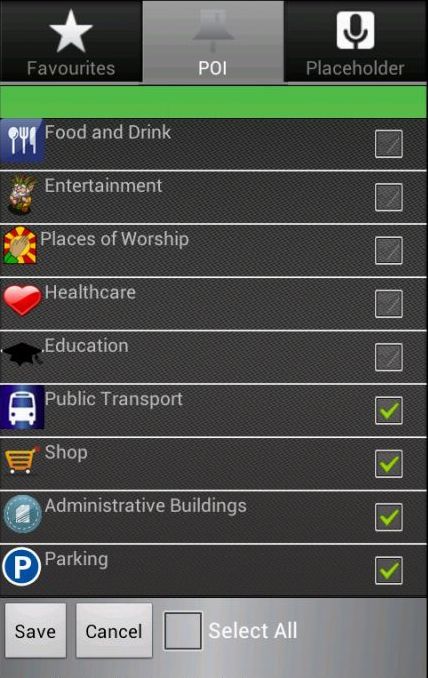 Favourites
POI
Placeholder
Food and Drink
Entertainment
Places of Worship
Healthcare
Education
Public Transport
Shop
Administrative Buildings
P
Parking
Save
Cancel
Select All